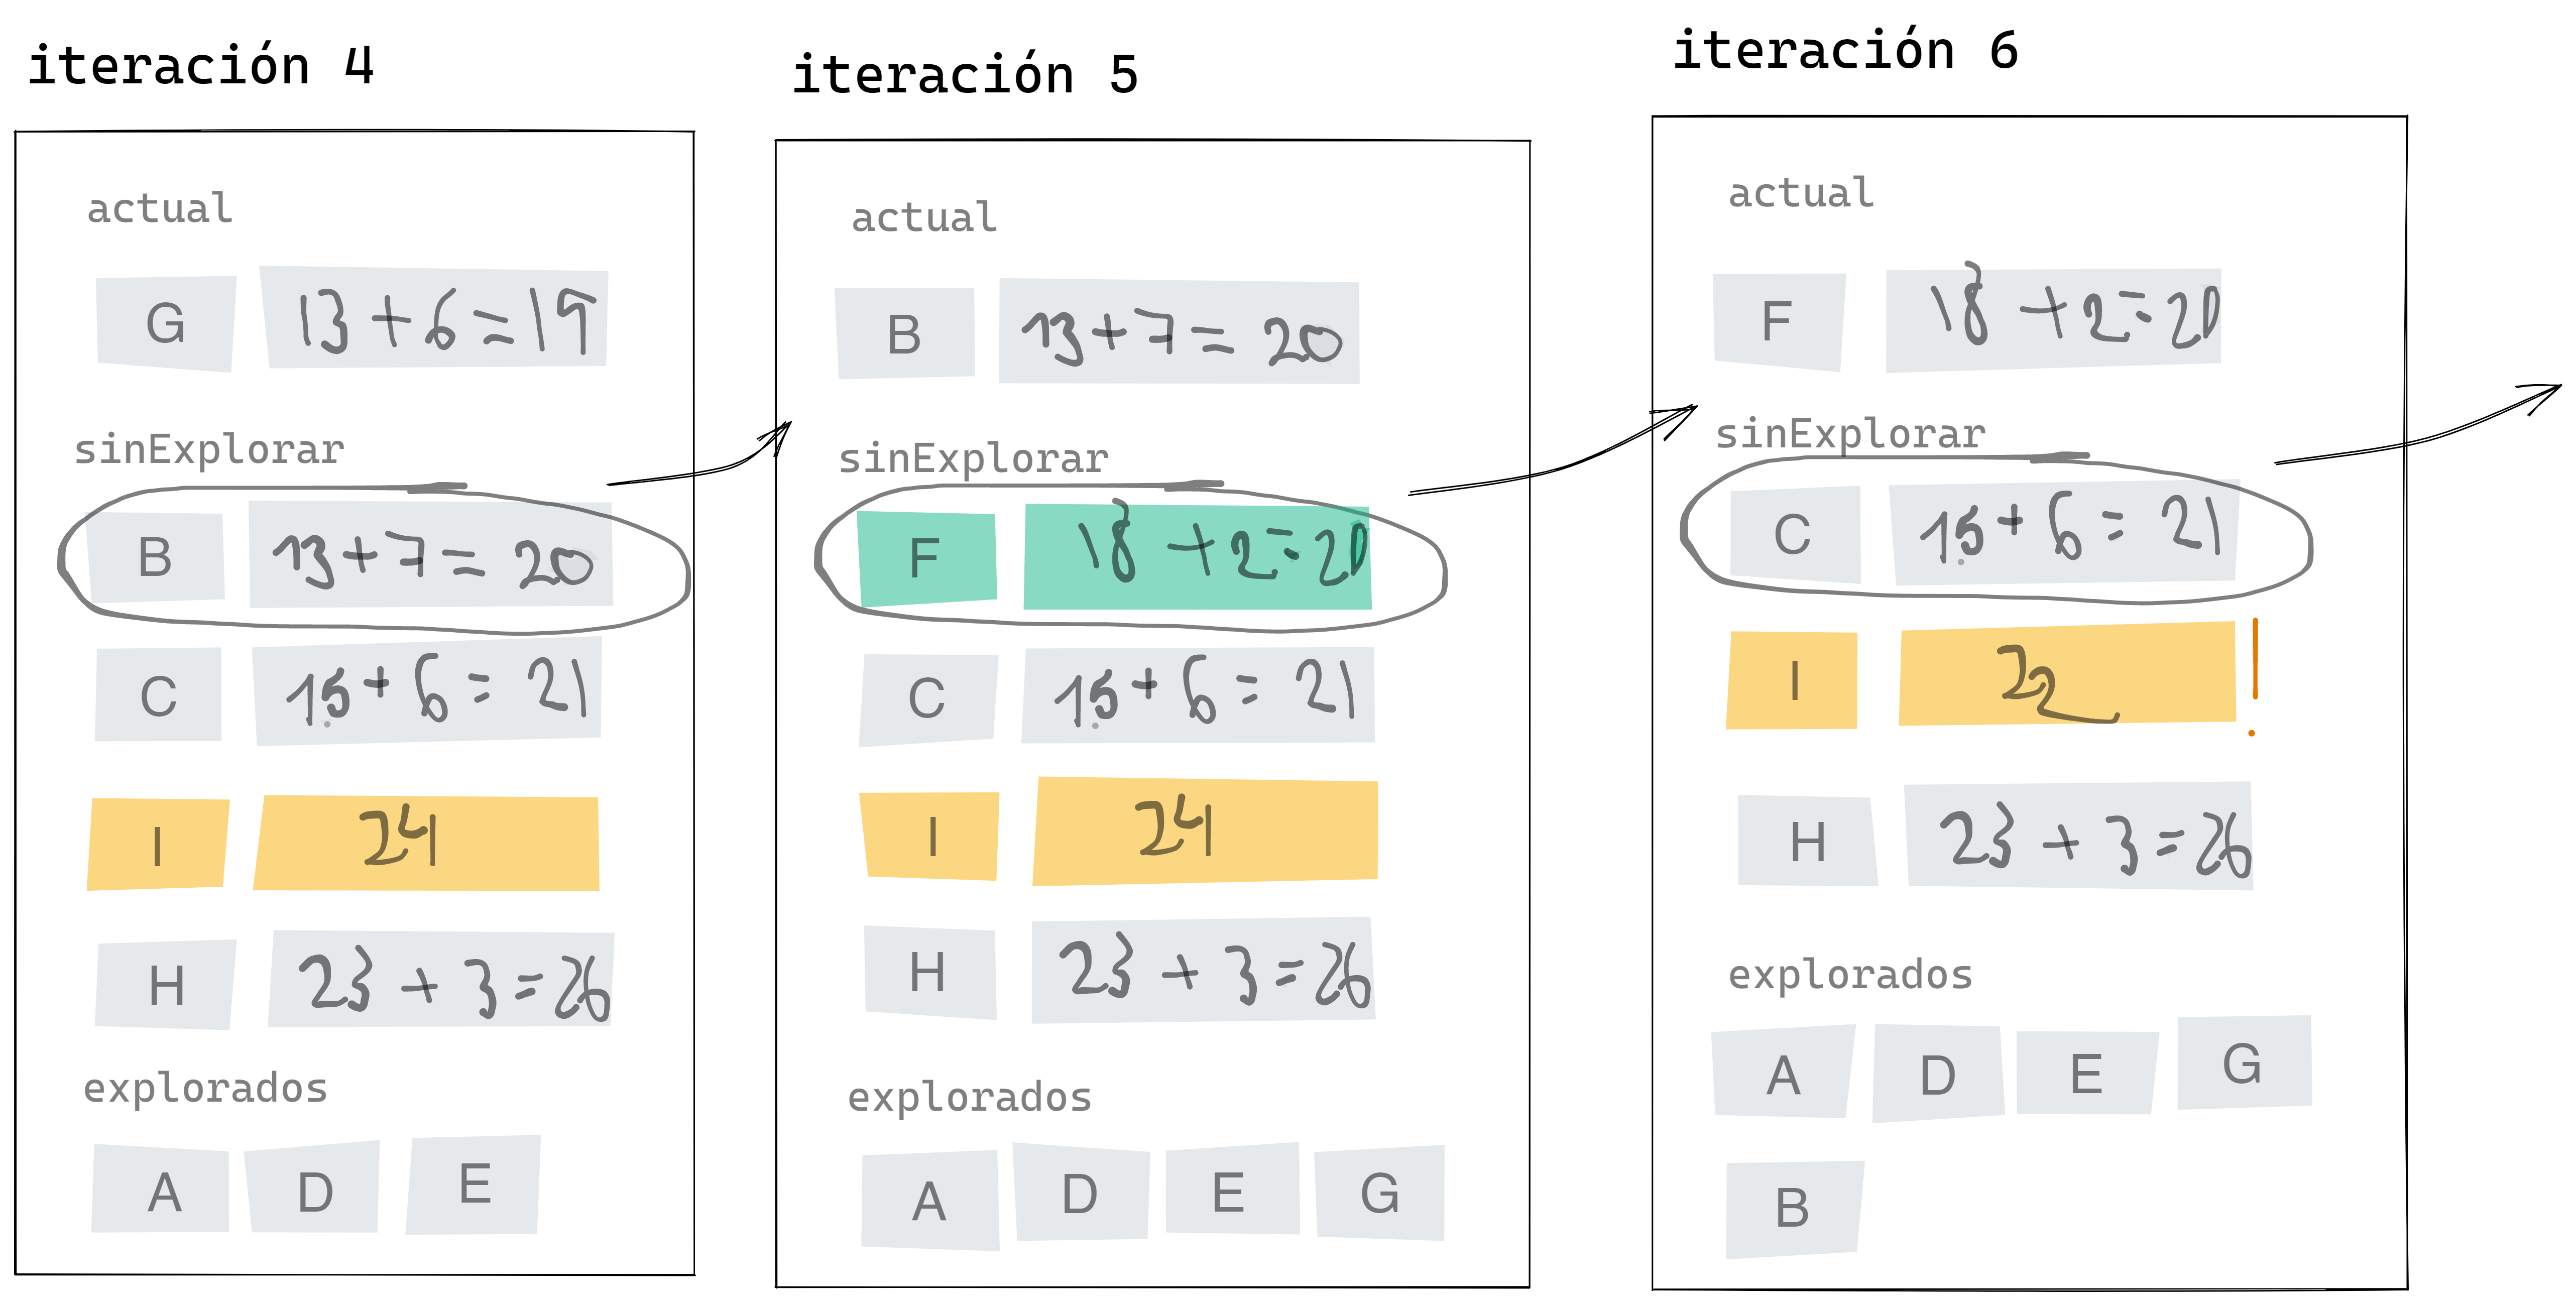 iteración 4
actual
G 13+6=19
sinExplorar
B 13+7=20
C 15+6=21
I 24
H 23+3=26
explorados
A D E
iteración 5
actual
B 13+7=20
sinExplorar
F 18+2=20
C 15+6=21
I 24
H 23+3=26
explorados
A D E G
iteración 6
actual
F 18+2=20
sinExplorar
C 15+6=21
I 22 !
H 23+3=26
explorados
A D E G
B